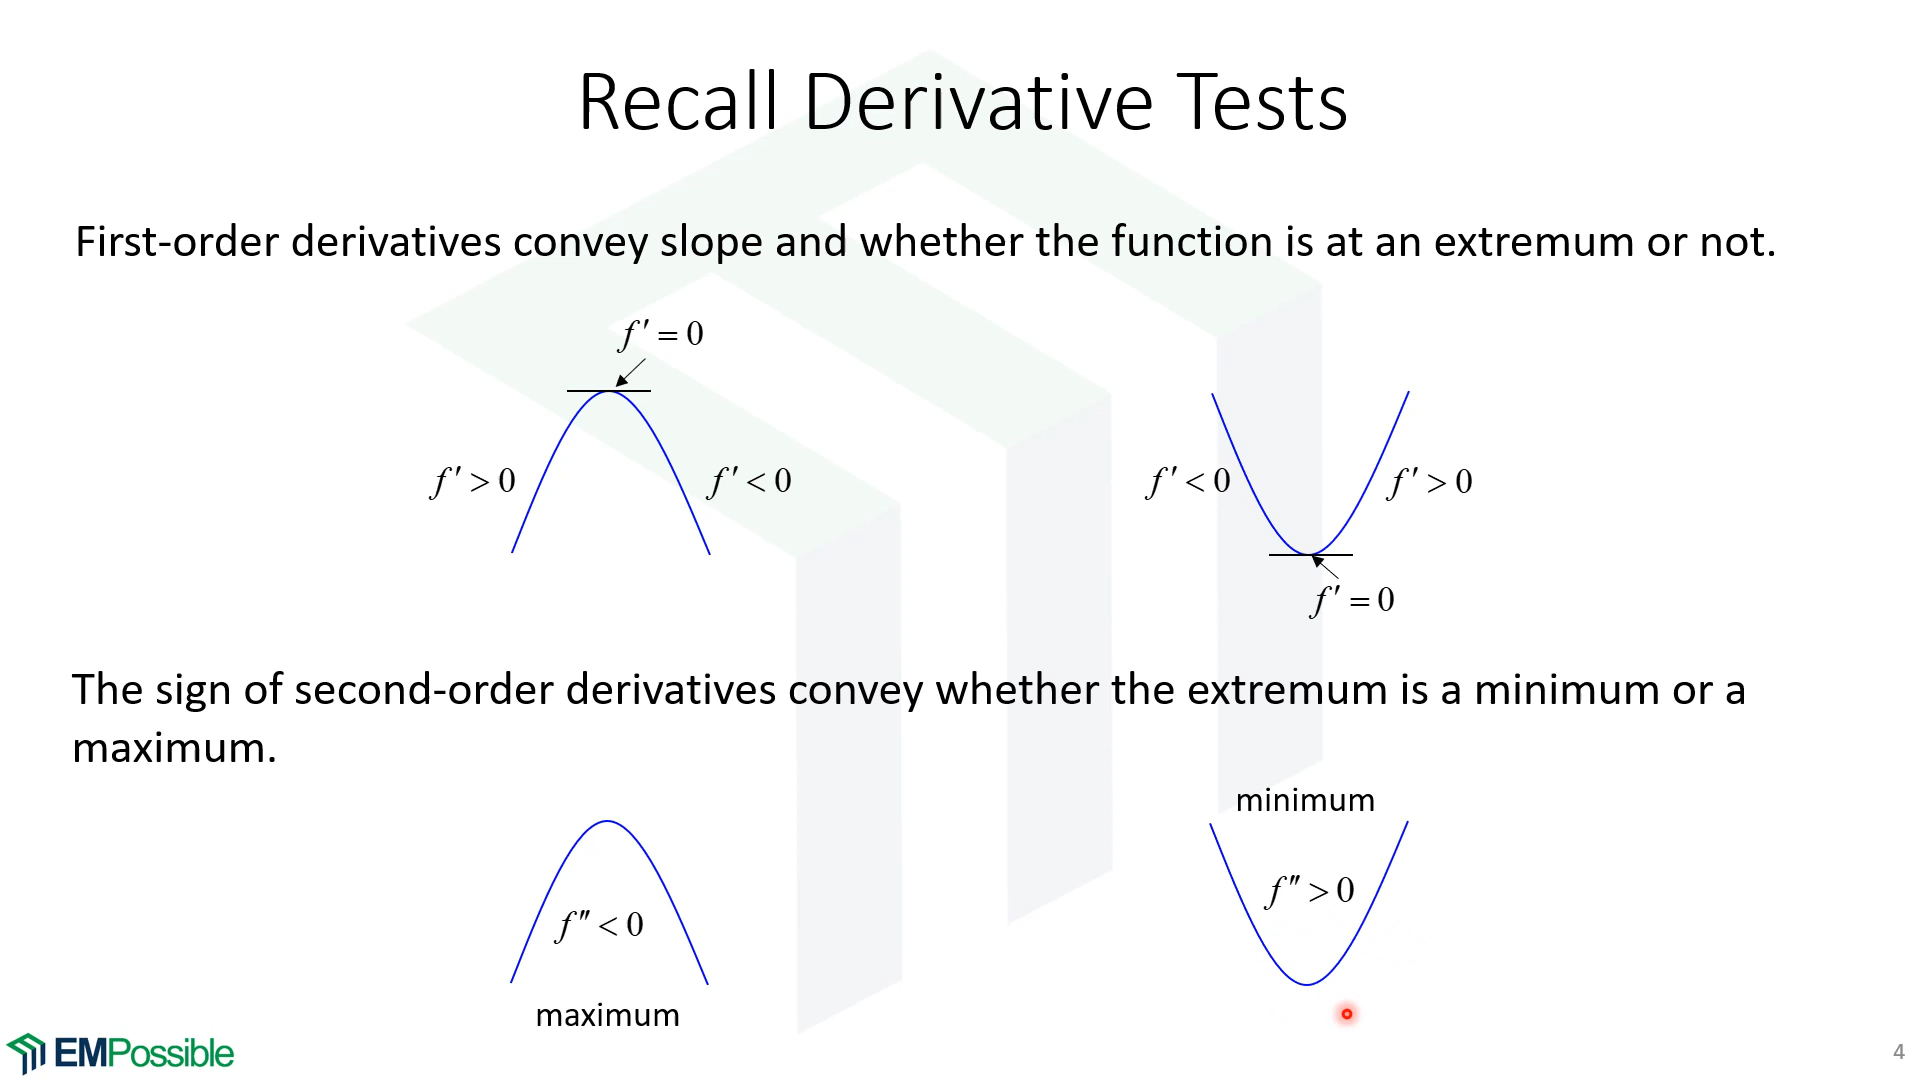 Recall Derivative Tests
First-order derivatives convey slope and whether the function is at an extremum or not.
f′ = 0
f′ > 0
f′ < 0
f′ < 0
f′ > 0
f′ = 0
The sign of second-order derivatives convey whether the extremum is a minimum or a
maximum.
minimum
f″ > 0
f″ < 0
maximum
EMPossible
4